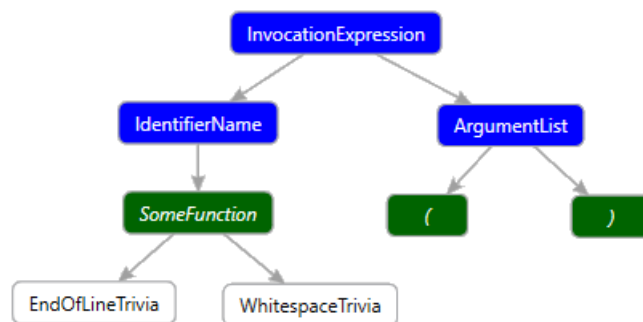 InvocationExpression
IdentifierName
ArgumentList
SomeFunction
(
)
EndOfLineTrivia
WhitespaceTrivia